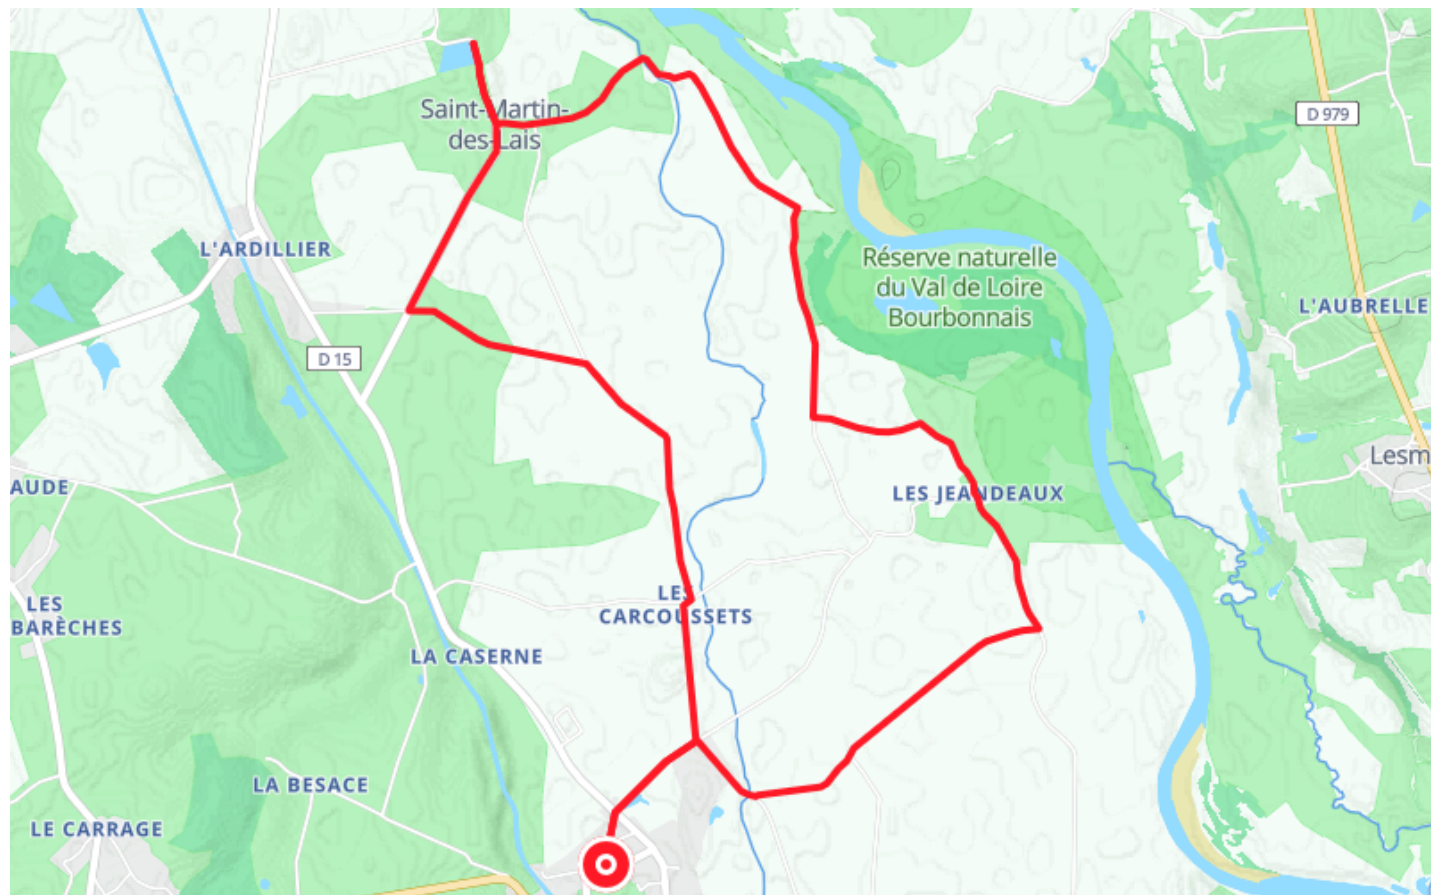 Saint-Martin-
des-Lais
D 979
L'ARDILLIER
Réserve naturelle
du Val de Loire
Bourbonnais
L'AUBRELLE
D 15
Lesm
AUDE
LES JEANDEAUX
LES
BARÈCHES
LES
CARCOUSSETS
LA CASERNE
LA BESACE
LE CARRAGE